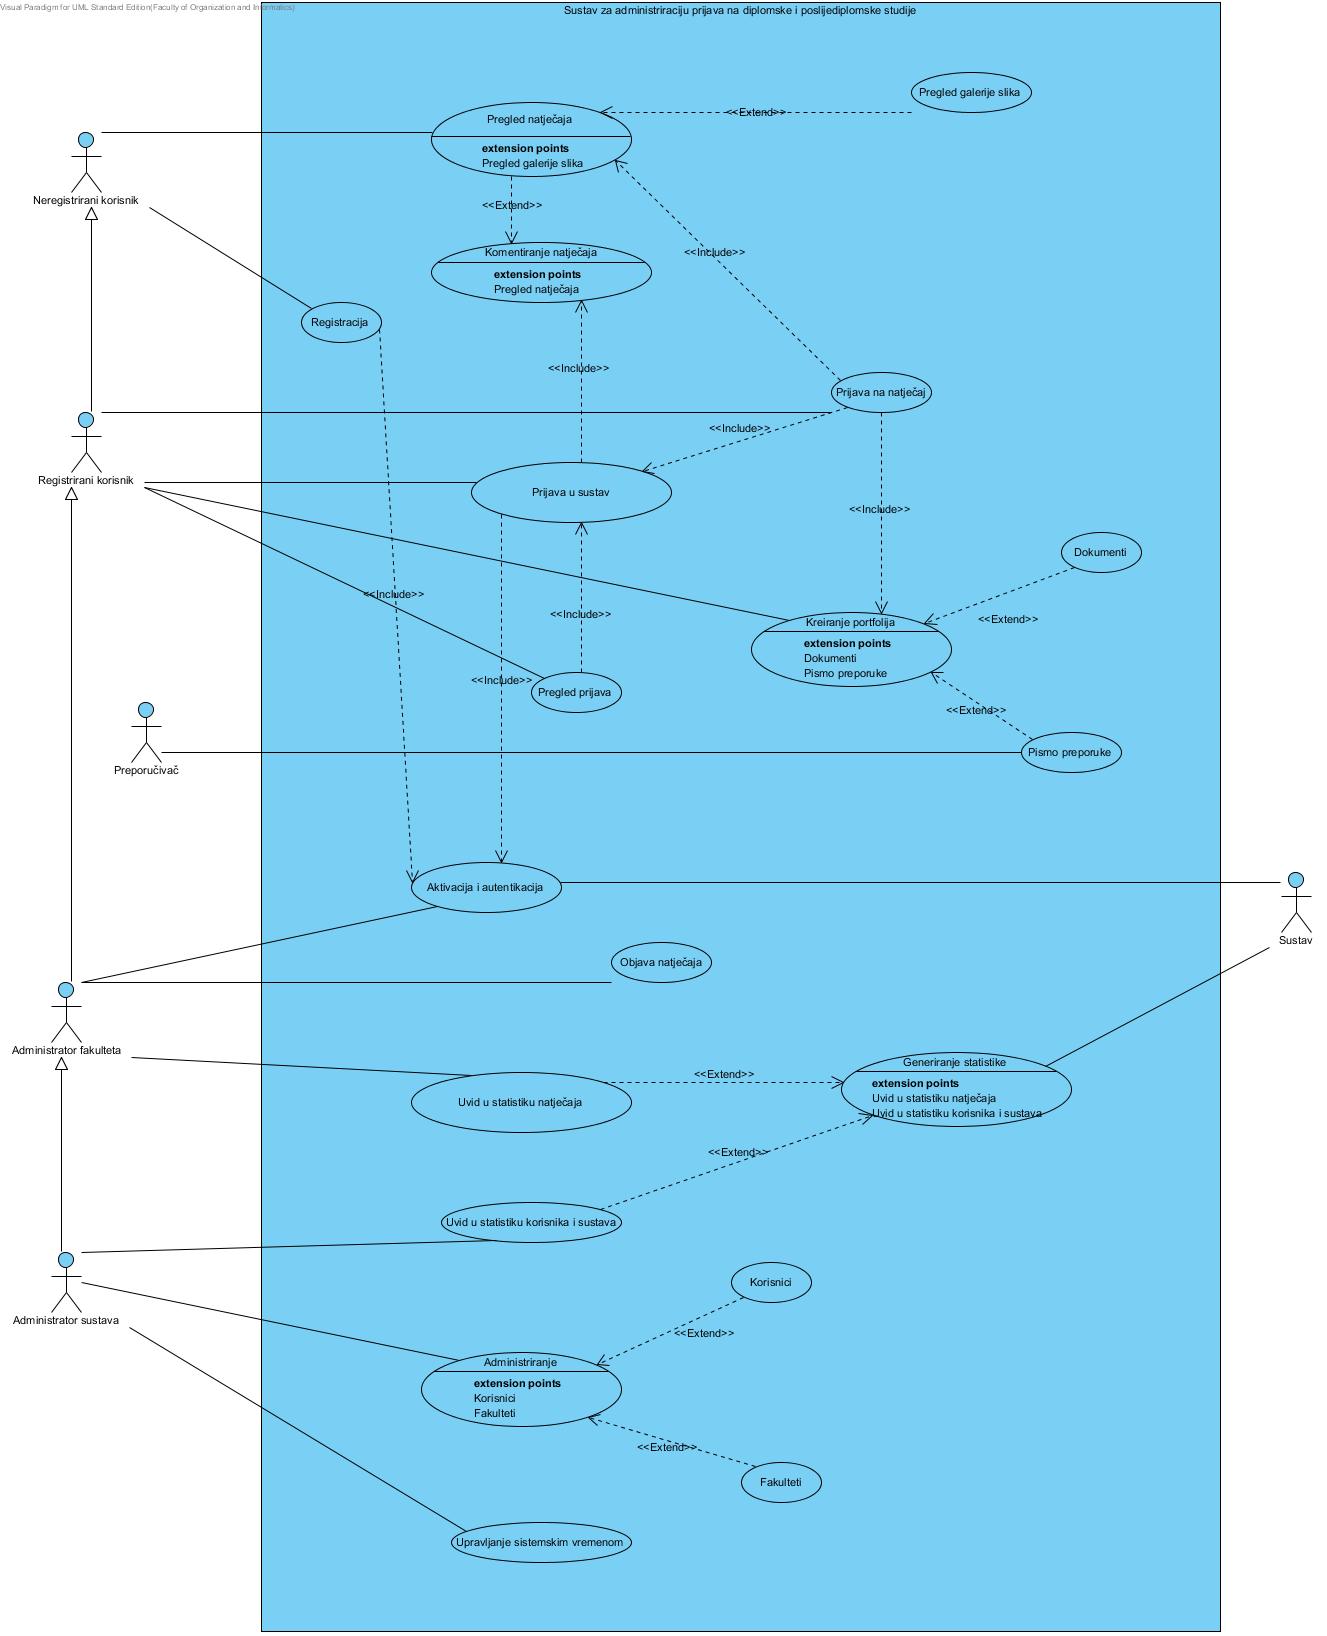 Visual Paradigm for UML Standard Edition(Faculty of Organization and Informatics)
Sustav za administriraciju prijava na diplomske i poslijediplomske studije
Pregled galerije slika
<<Extend>>
Pregled natječaja
extension points
Pregled galerije slika
Neregistrirani korisnik
<<Extend>>
Komentiranje natječaja
extension points
Pregled natječaja
<<Include>>
Registracija
<<Include>>
Prijava na natječaj
<<Include>>
Registrirani korisnik
Prijava u sustav
<<Include>>
Dokumenti
<<Include>>
<<Include>>
<<Extend>>
Kreiranje portfolija
extension points
Dokumenti
Pismo preporuke
<<Include>>
Pregled prijava
<<Extend>>
Pismo preporuke
Preporučivač
Aktivacija i autentikacija
Sustav
Objava natječaja
Administrator fakulteta
Generiranje statistike
extension points
Uvid u statistiku natječaja
Uvid u statistiku korisnika i sustava
<<Extend>>
Uvid u statistiku natječaja
<<Extend>>
Uvid u statistiku korisnika i sustava
Korisnici
Administrator sustava
<<Extend>>
Administriranje
extension points
Korisnici
Fakulteti
<<Extend>>
Fakulteti
Upravljanje sistemskim vremenom